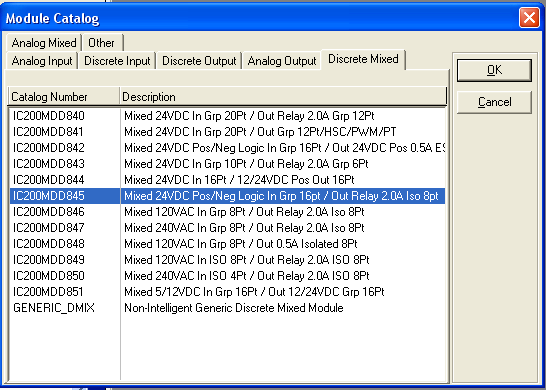 Module Catalog
Analog Mixed Other
Analog Input Discrete Input Discrete Output Analog Output Discrete Mixed
OK
Cancel
Catalog Number Description
IC200MDD840 Mixed 24VDC In Grp 20Pt / Out Relay 2.0A Grp 12Pt
IC200MDD841 Mixed 24VDC In Grp 20Pt / Out Grp 12Pt/HSC/PWM/PT
IC200MDD842 Mixed 24VDC Pos/Neg Logic In Grp 16Pt / Out 24VDC Pos 0.5A ES
IC200MDD843 Mixed 24VDC In Grp 10Pt / Out Relay 2.0A Grp 6Pt
IC200MDD844 Mixed 24VDC In 16Pt / 12/24VDC Pos Out 16Pt
IC200MDD845 Mixed 24VDC Pos/Neg Logic In Grp 16pt / Out Relay 2.0A Iso 8pt
IC200MDD846 Mixed 120VAC In Grp 8Pt / Out Relay 2.0A Iso 8Pt
IC200MDD847 Mixed 240VAC In Grp 8Pt / Out Relay 2.0A Iso 8Pt
IC200MDD848 Mixed 120VAC In Grp 8Pt / Out 0.5A Isolated 8Pt
IC200MDD849 Mixed 120VAC In ISO 8Pt / Out Relay 2.0A Iso 8Pt
IC200MDD850 Mixed 240VAC In ISO 4Pt / Out Relay 2.0A Iso 8Pt
IC200MDD851 Mixed 5/12VDC In Grp 16Pt / Out 12/24VDC Grp 16Pt
GENERIC_DMIX Non-Intelligent Generic Discrete Mixed Module